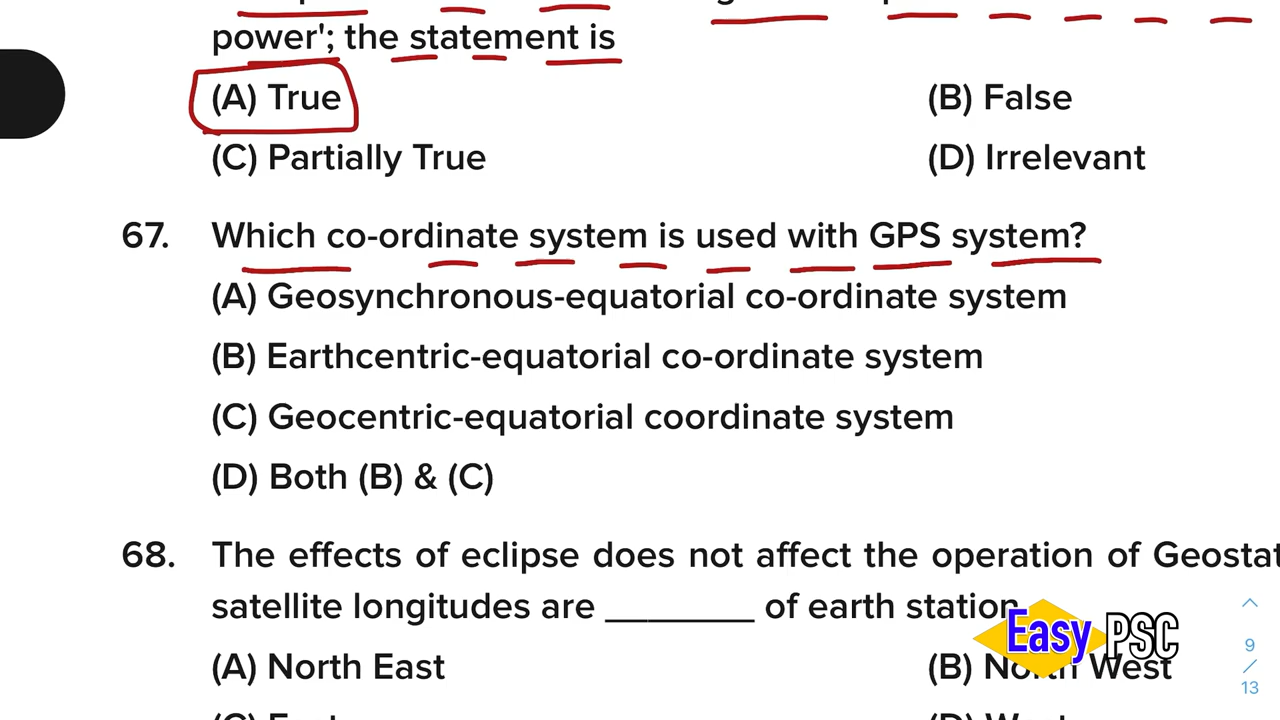 power'; the statement is
(A) True
(B) False
(C) Partially True
(D) Irrelevant
67. Which co-ordinate system is used with GPS system?
(A) Geosynchronous-equatorial co-ordinate system
(B) Earthcentric-equatorial co-ordinate system
(C) Geocentric-equatorial coordinate system
(D) Both (B) & (C)
68. The effects of eclipse does not affect the operation of
satellite longitudes are ________ of earth station
(A) North East
(B) North West
Easy PSC
9
/
13